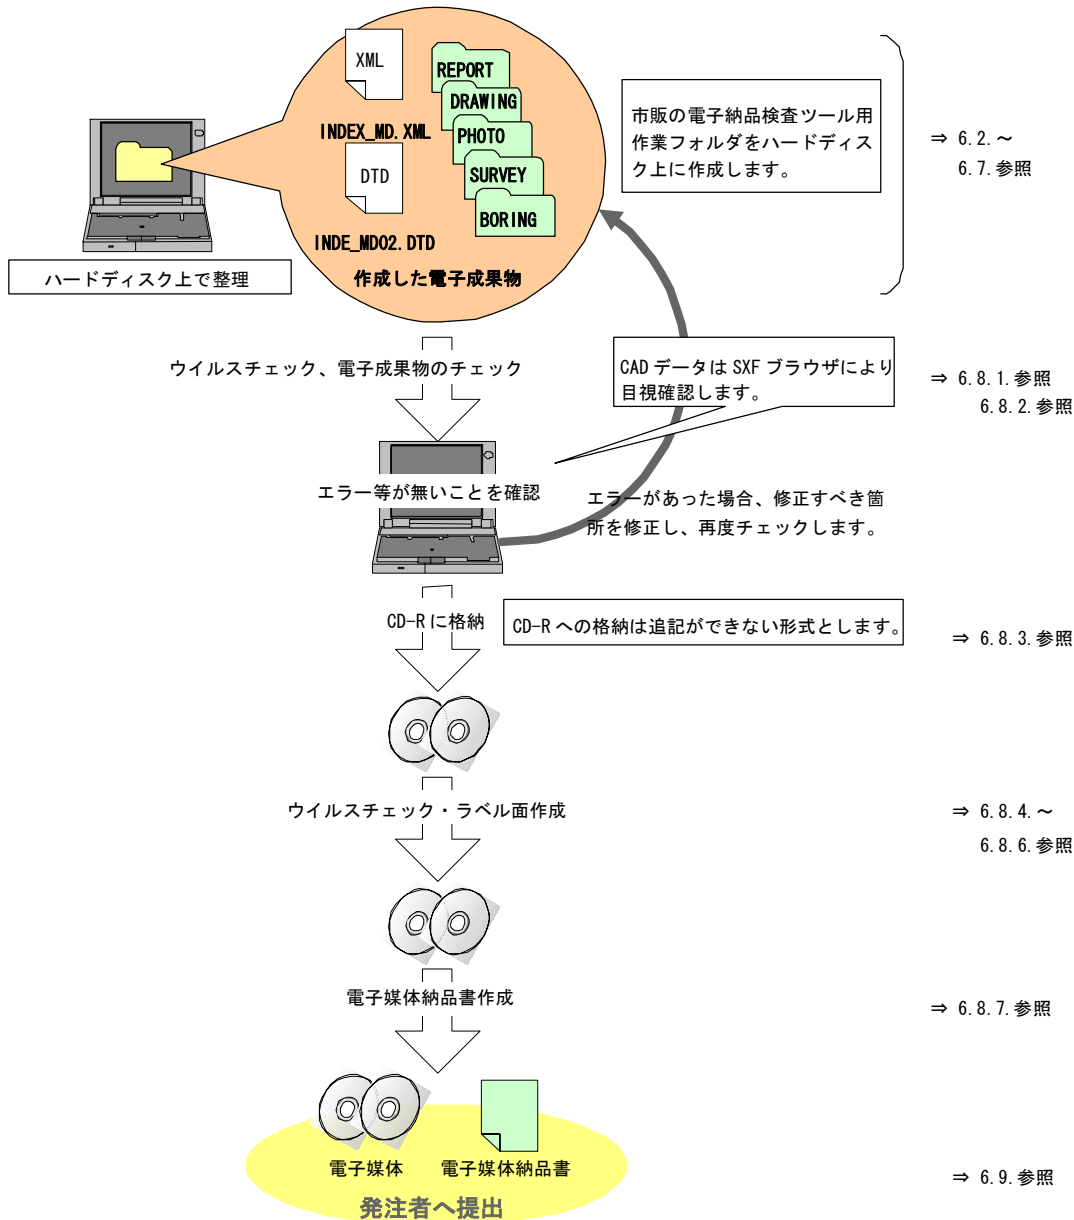 XML
REPORT
DRAWING
INDEX_MD.XML
PHOTO
DTD
SURVEY
BORING
INDE_MD02.DTD
作成した電子成果物
ハードディスク上で整理
市販の電子納品検査ツール用
作業フォルダをハードディス
ク上に作成します。
⇒ 6.2.～
6.7.参照
ウイルスチェック、電子成果物のチェック
CADデータはSXFブラウザにより
目視確認します。
⇒ 6.8.1.参照
6.8.2.参照
エラー等が無いことを確認
エラーがあった場合、修正すべき箇
所を修正し、再度チェックします。
CD-Rに格納
CD-Rへの格納は追記ができない形式とします。
⇒ 6.8.3.参照
ウイルスチェック・ラベル面作成
⇒ 6.8.4.～
6.8.6.参照
電子媒体納品書作成
⇒ 6.8.7.参照
電子媒体
電子媒体納品書
⇒ 6.9.参照
発注者へ提出